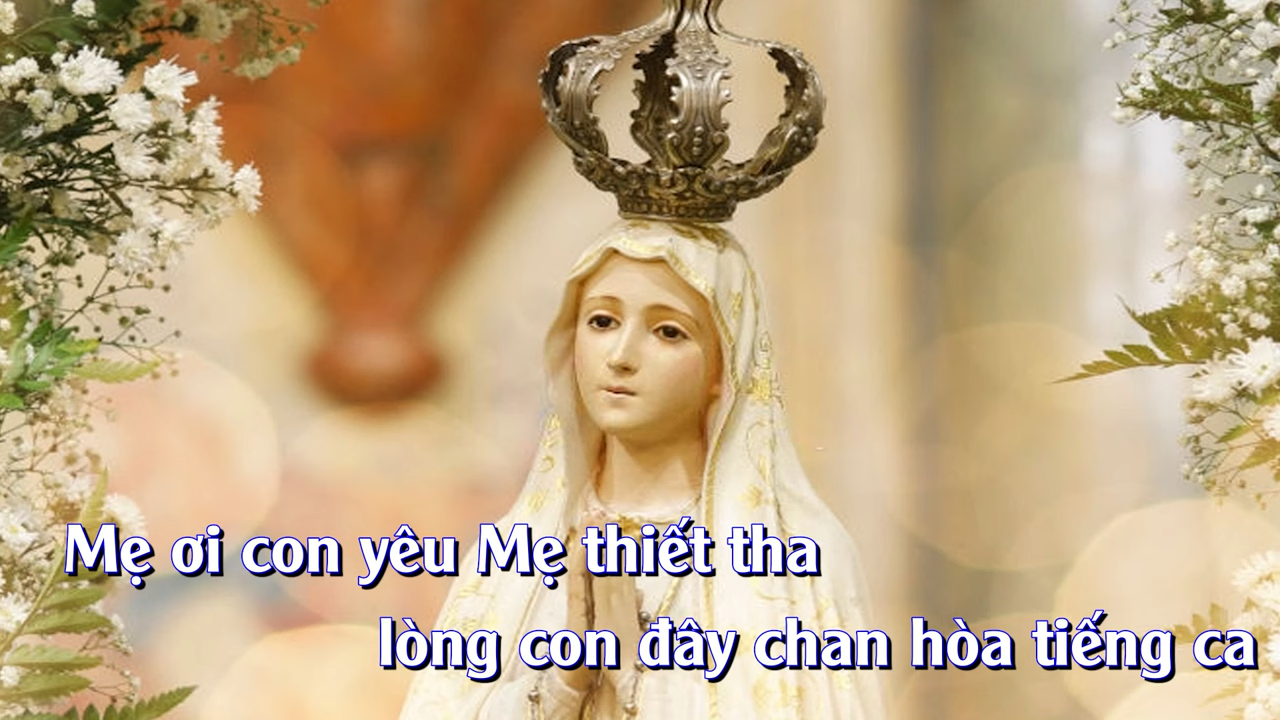 Mẹ ơi con yêu Mẹ thiết tha
lòng con đây chan hòa tiếng ca